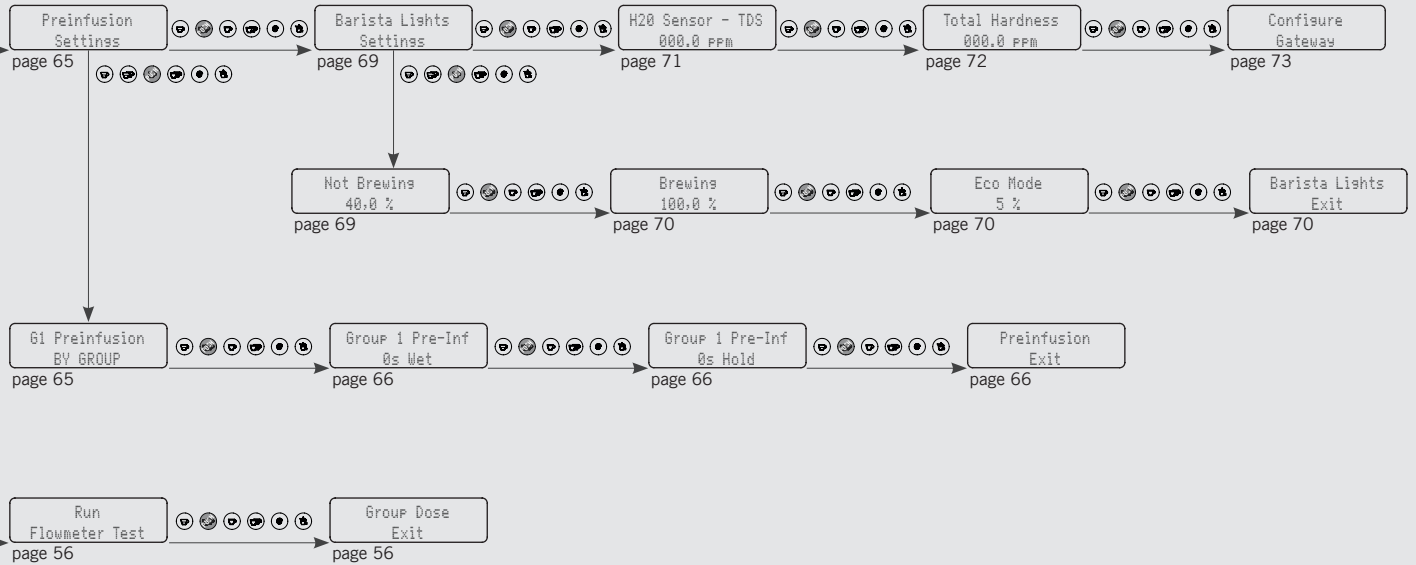 Preinfusion
Settings
page 65
Barista Lights
Settings
page 69
H20 Sensor - TDS
000.0 ppm
page 71
Total Hardness
000.0 ppm
page 72
Configure
Gateway
page 73
Not Brewing
40,0 %
page 69
Brewing
100,0 %
page 70
Eco Mode
5 %
page 70
Barista Lights
Exit
page 70
G1 Preinfusion
BY GROUP
page 65
Group 1 Pre-Inf
0s Wet
page 66
Group 1 Pre-Inf
0s Hold
page 66
Preinfusion
Exit
page 66
Run
Flowmeter Test
page 56
Group Dose
Exit
page 56